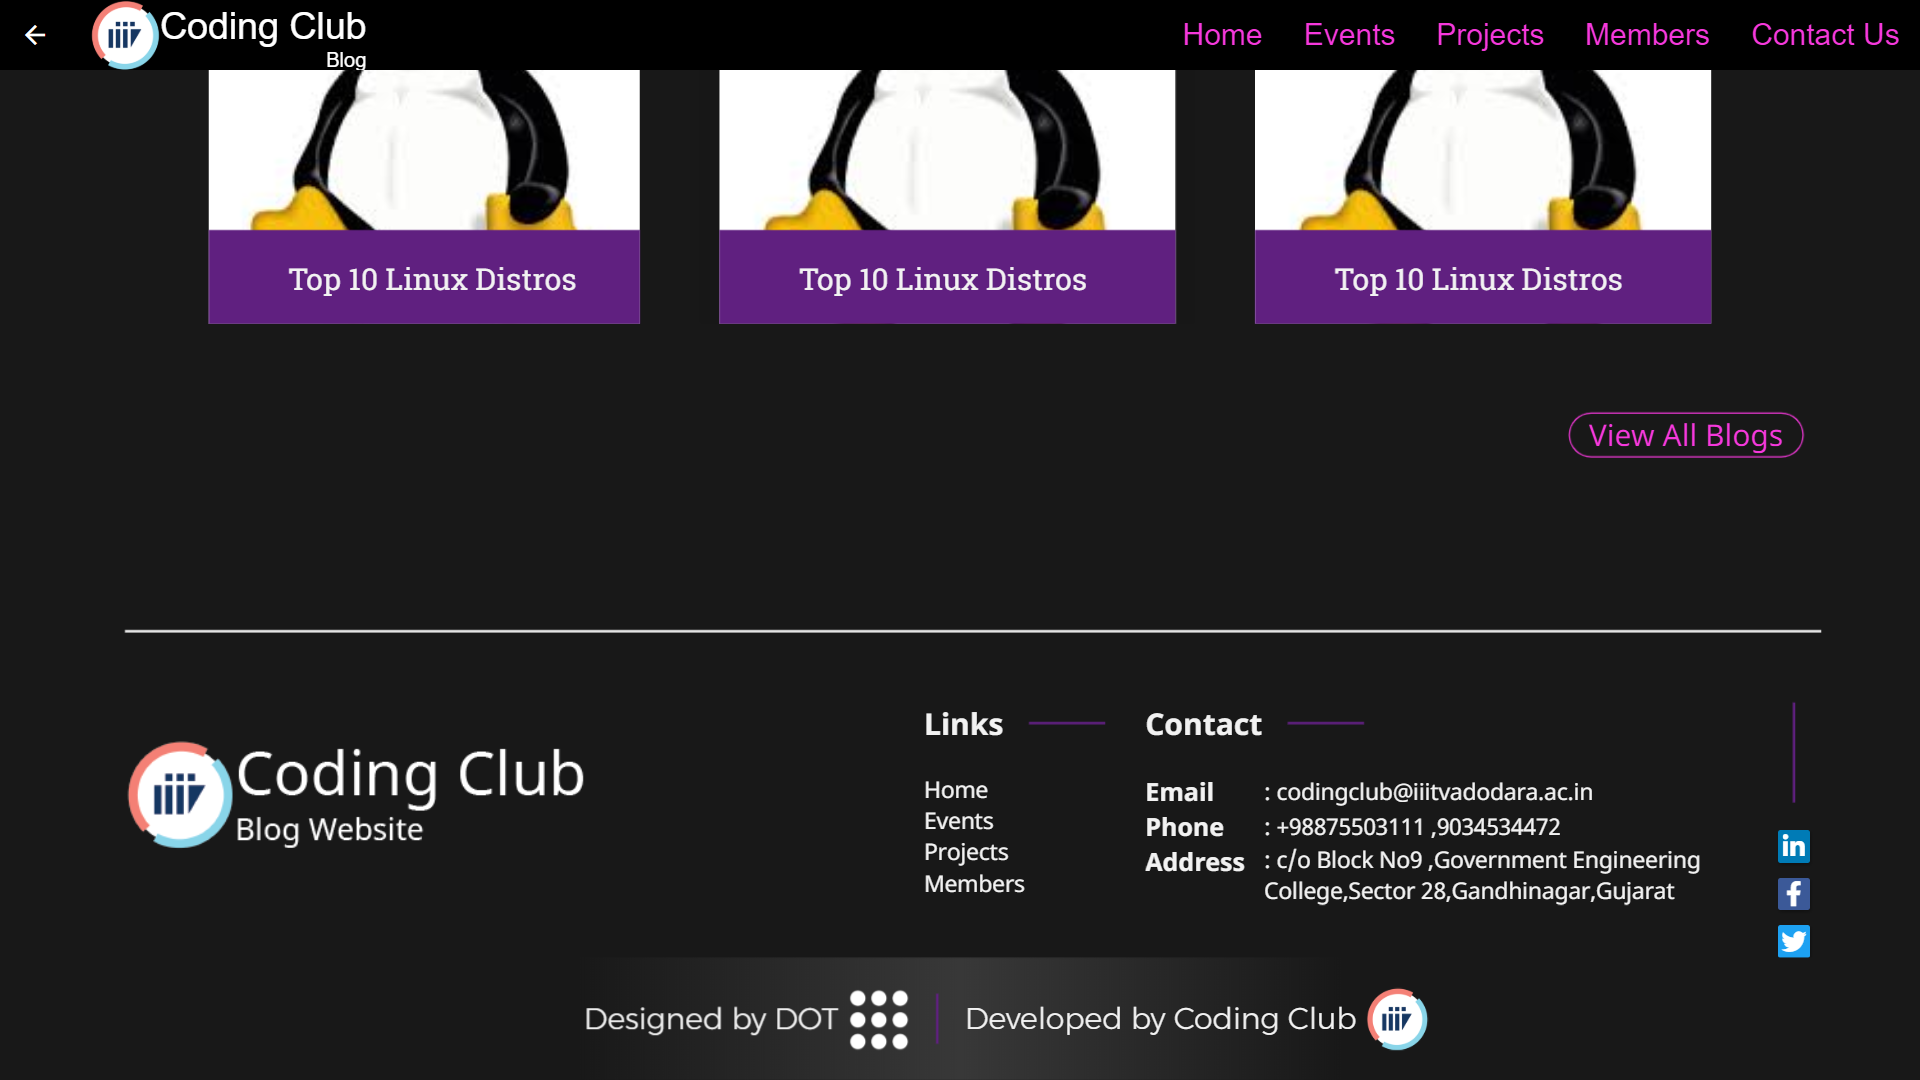 Coding Club
Blog
Home Events Projects Members Contact Us
Top 10 Linux Distros
Top 10 Linux Distros
Top 10 Linux Distros
View All Blogs
Coding Club
Blog Website
Links
Home
Events
Projects
Members
Contact
Email : codingclub@iiitvadodara.ac.in
Phone : +98875503111 ,9034534472
Address : c/o Block No9 ,Government Engineering
College,Sector 28,Gandhinagar,Gujarat
in
f
Designed by DOT
Developed by Coding Club